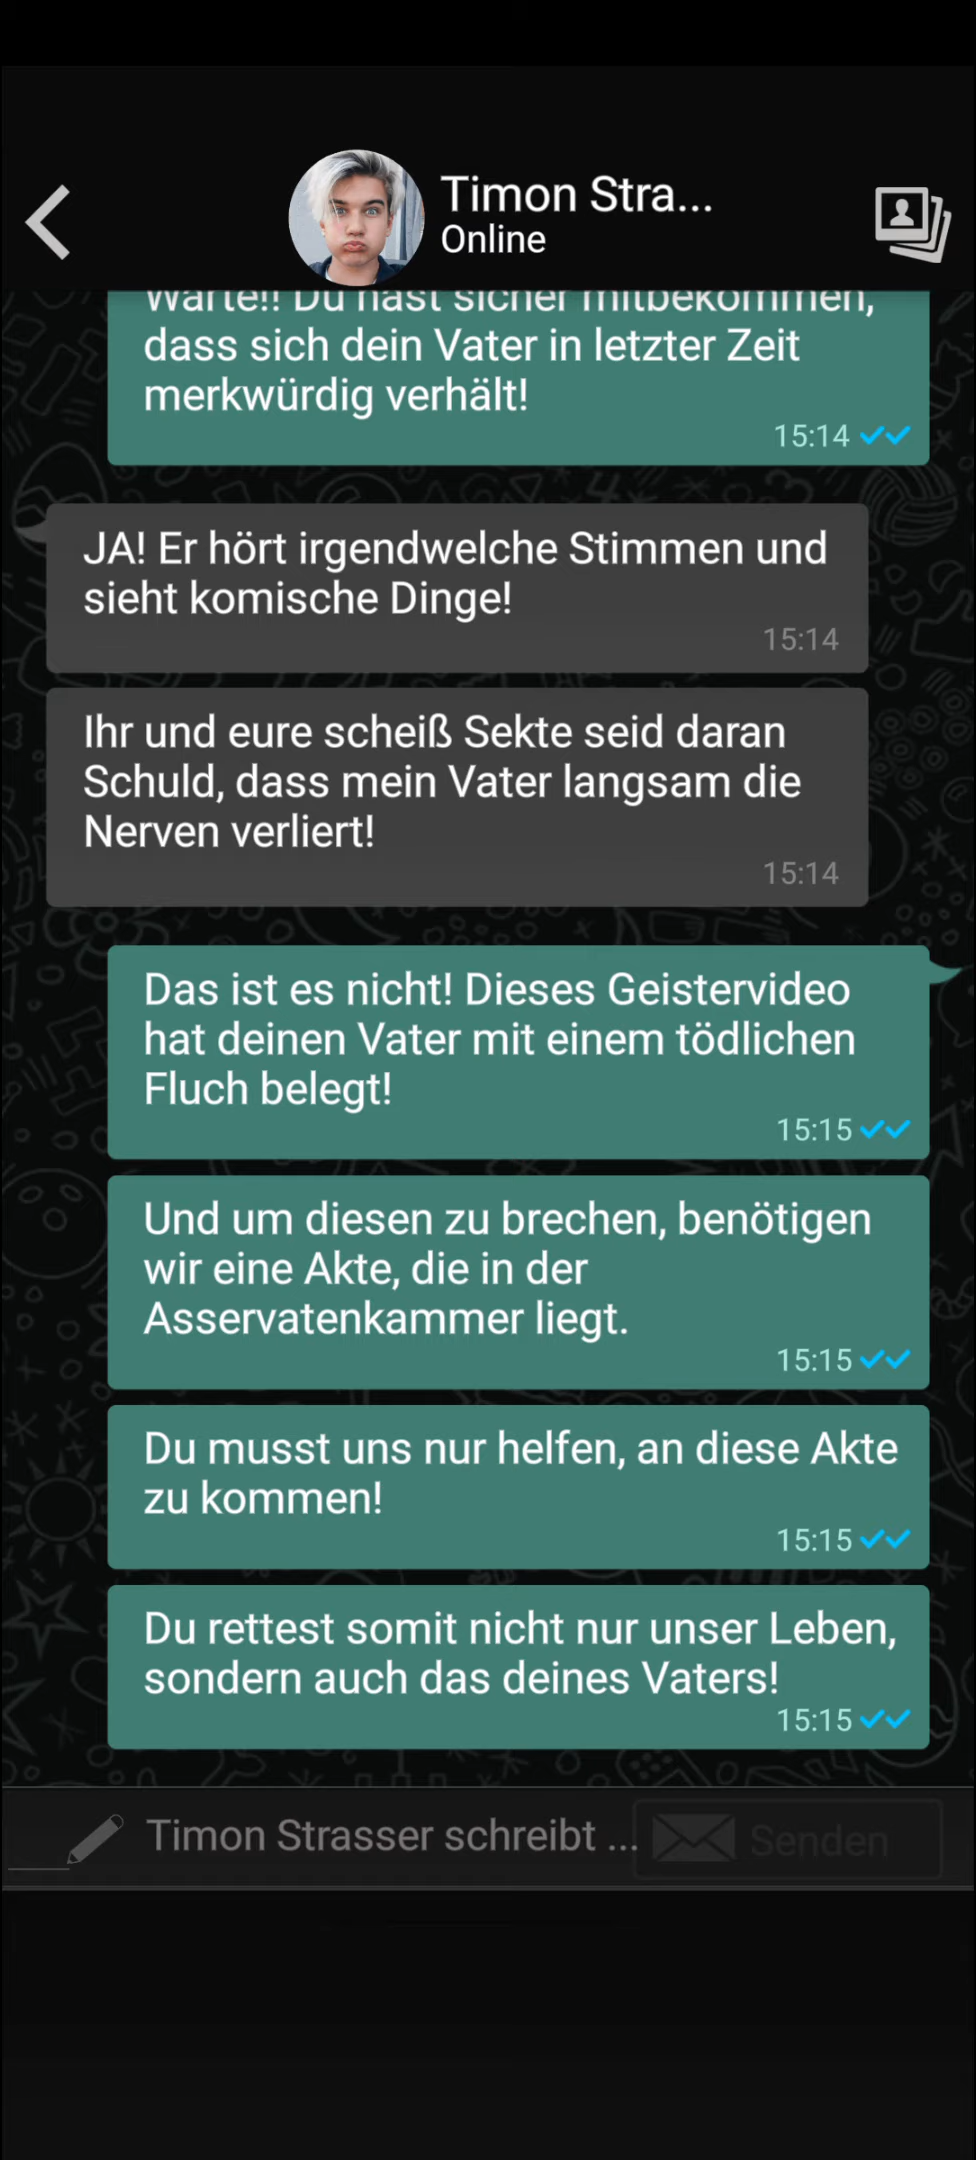 Timon Stra...
Online
Warte!! Du hast sicher mitbekommen,
dass sich dein Vater in letzter Zeit
merkwürdig verhält!
15:14
JA! Er hört irgendwelche Stimmen und
sieht komische Dinge!
15:14
Ihr und eure scheiß Sekte seid daran
Schuld, dass mein Vater langsam die
Nerven verliert!
15:14
Das ist es nicht! Dieses Geistervideo
hat deinen Vater mit einem tödlichen
Fluch belegt!
15:15
Und um diesen zu brechen, benötigen
wir eine Akte, die in der
Asservatenkammer liegt.
15:15
Du musst uns nur helfen, an diese Akte
zu kommen!
15:15
Du rettest somit nicht nur unser Leben,
sondern auch das deines Vaters!
15:15
Timon Strasser schreibt ... Senden